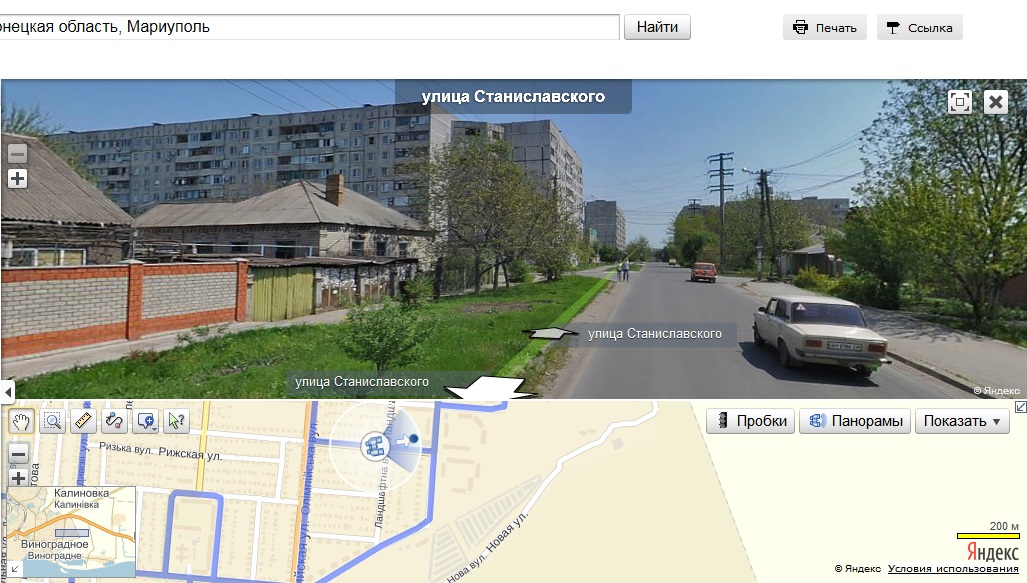 онецкая область, Мариуполь
Найти
Печать
Ссылка
улица Станиславского
улица Станиславского
улица Станиславского
© Яндекс
Пробки
Панорамы
Показать
Ризька вул. Рижская ул.
Олімпійська вул.
Ландшафтна в
Нова вул. Новая ул.
това
Калиновка
Калинівка
Виноградное
Виноградне
200 м
Яндекс
© Яндекс Условия использования